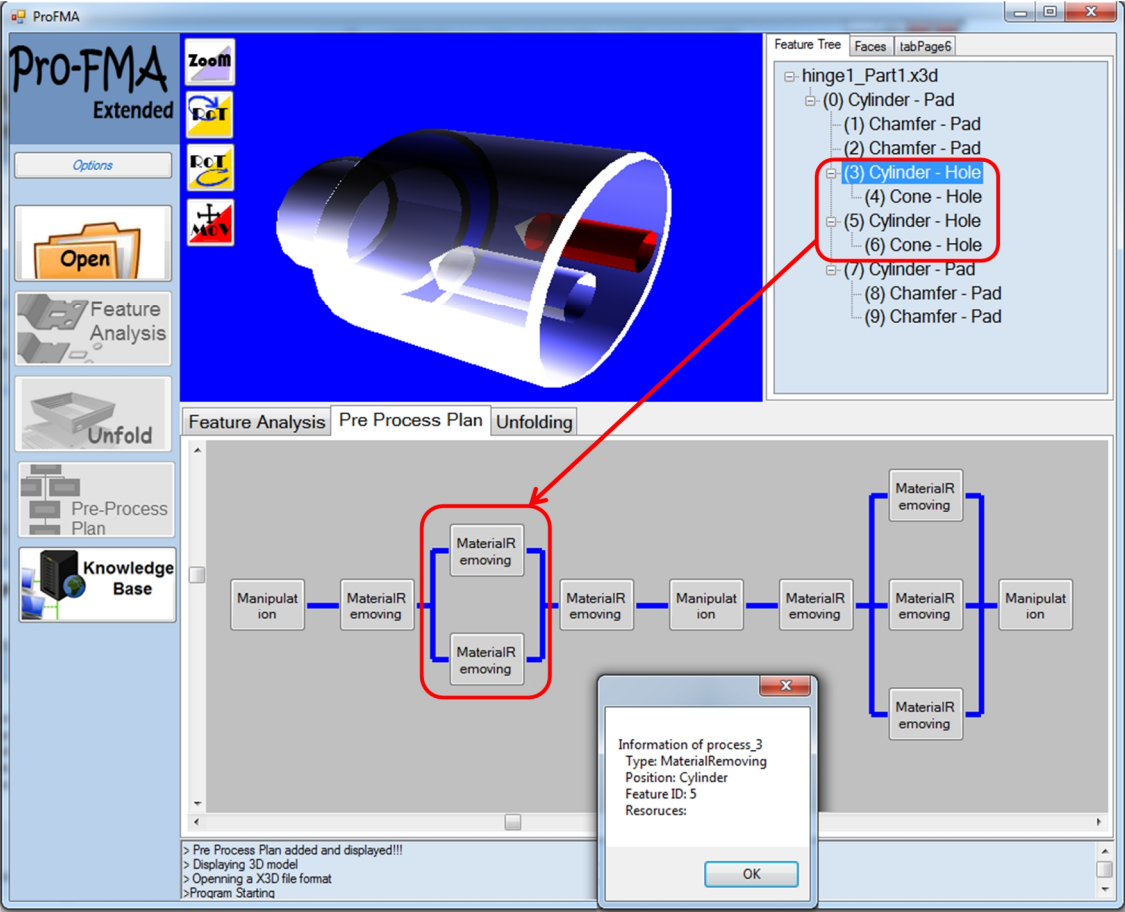 ProFMA
Pro-FMA
Extended
Options
Open
Feature
Analysis
Unfold
Pre-Process
Plan
Knowledge
Base
ZooM
RoT
RoT
MoV
Feature Tree Faces tabPage6
hinge1_Part1.x3d
(0) Cylinder - Pad
(1) Chamfer - Pad
(2) Chamfer - Pad
(3) Cylinder - Hole
(4) Cone - Hole
(5) Cylinder - Hole
(6) Cone - Hole
(7) Cylinder - Pad
(8) Chamfer - Pad
(9) Chamfer - Pad
Feature Analysis Pre Process Plan Unfolding
Manipulat
ion
MaterialR
emoving
MaterialR
emoving
MaterialR
emoving
MaterialR
emoving
Manipulat
ion
MaterialR
emoving
MaterialR
emoving
MaterialR
emoving
MaterialR
emoving
Manipulat
ion
Information of process_3
Type: MaterialRemoving
Position: Cylinder
Feature ID: 5
Resoruces:
OK
> Pre Process Plan added and displayed!!!
> Displaying 3D model
> Openning a X3D file format
>Program Starting